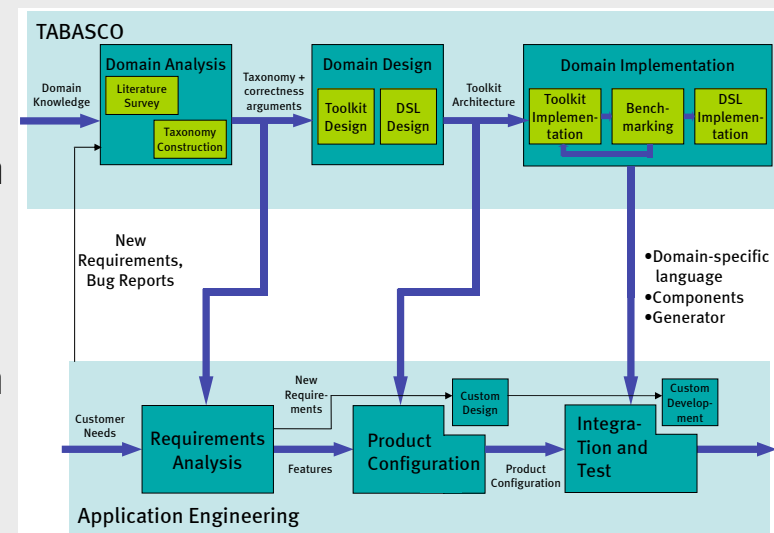 TABASCO
Domain Analysis
Literature
Survey
Taxonomy
Construction
Domain
Knowledge
Taxonomy +
correctness
arguments
Domain Design
Toolkit
Design
DSL
Design
Toolkit
Architecture
Domain Implementation
Toolkit
Implemen-
tation
Bench-
marking
DSL
Implemen-
tation
New
Requirements,
Bug Reports
•Domain-specific
language
•Components
•Generator
Customer
Needs
Requirements
Analysis
New
Require-
ments
Features
Product
Configuration
Custom
Design
Product
Configuration
Integra-
Tion and
Test
Custom
Develop-
ment
Application Engineering